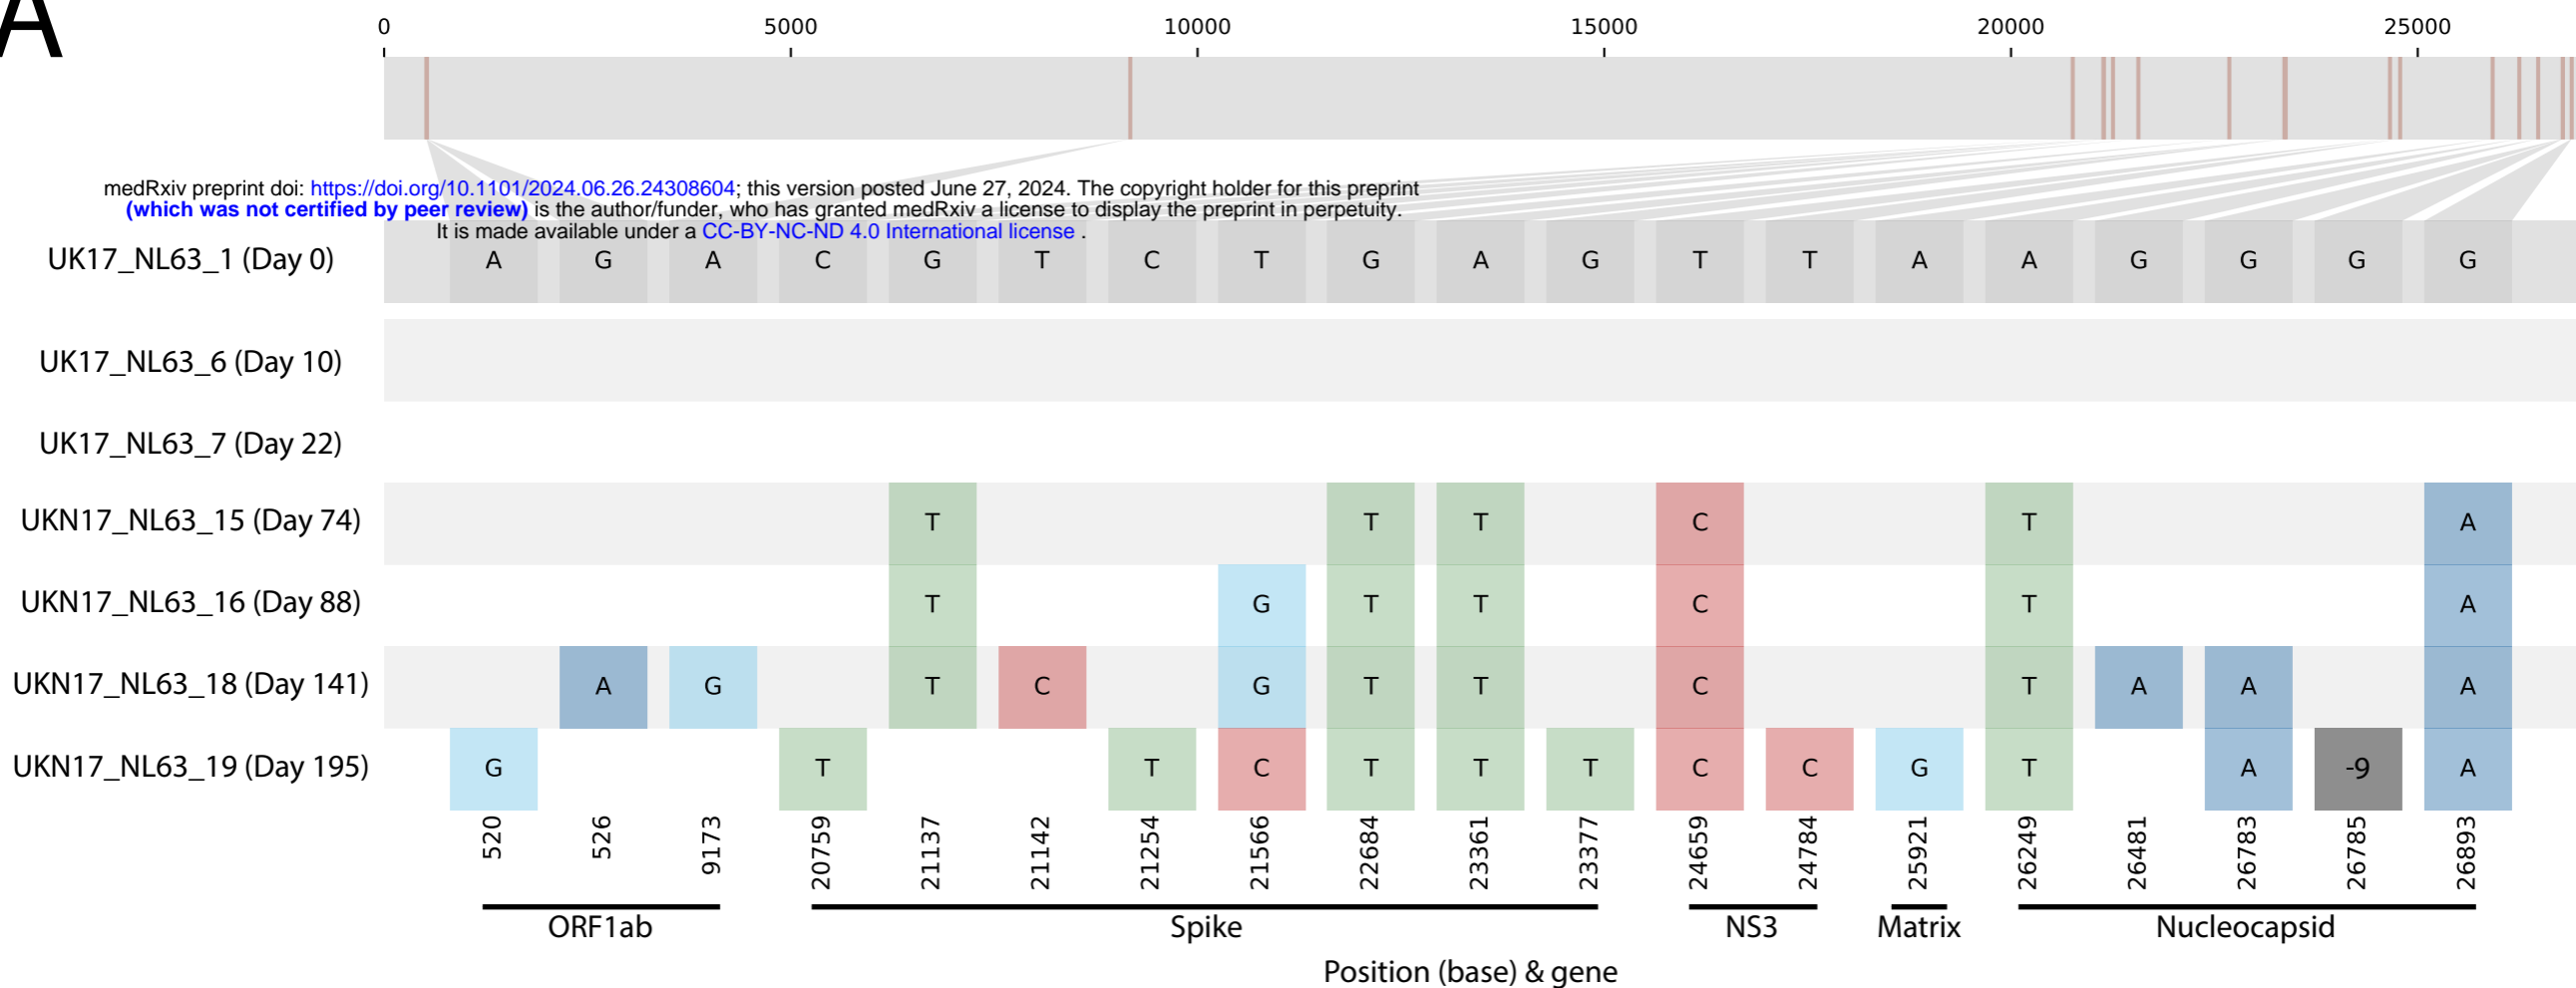 A
0 5000 10000 15000 20000 25000
medRxiv preprint doi: https://doi.org/10.1101/2024.06.26.24308604; this version posted June 27, 2024. The copyright holder for this preprint
(which was not certified by peer review) is the author/funder, who has granted medRxiv a license to display the preprint in perpetuity.
It is made available under a CC-BY-NC-ND 4.0 International license .
UK17_NL63_1 (Day 0) A G A C G T C T G A G T T A A G G G G
UK17_NL63_6 (Day 10)
UK17_NL63_7 (Day 22)
UKN17_NL63_15 (Day 74) T T T C T A
UKN17_NL63_16 (Day 88) T G T T C T A
UKN17_NL63_18 (Day 141) A G T C G T T C T A A A
UKN17_NL63_19 (Day 195) G T T C T T T C C G T A -9 A
520 526 9173 20759 21137 21142 21254 21566 22684 23361 23377 24659 24784 25921 26249 26481 26783 26785 26893
ORF1ab Spike NS3 Matrix Nucleocapsid
Position (base) & gene